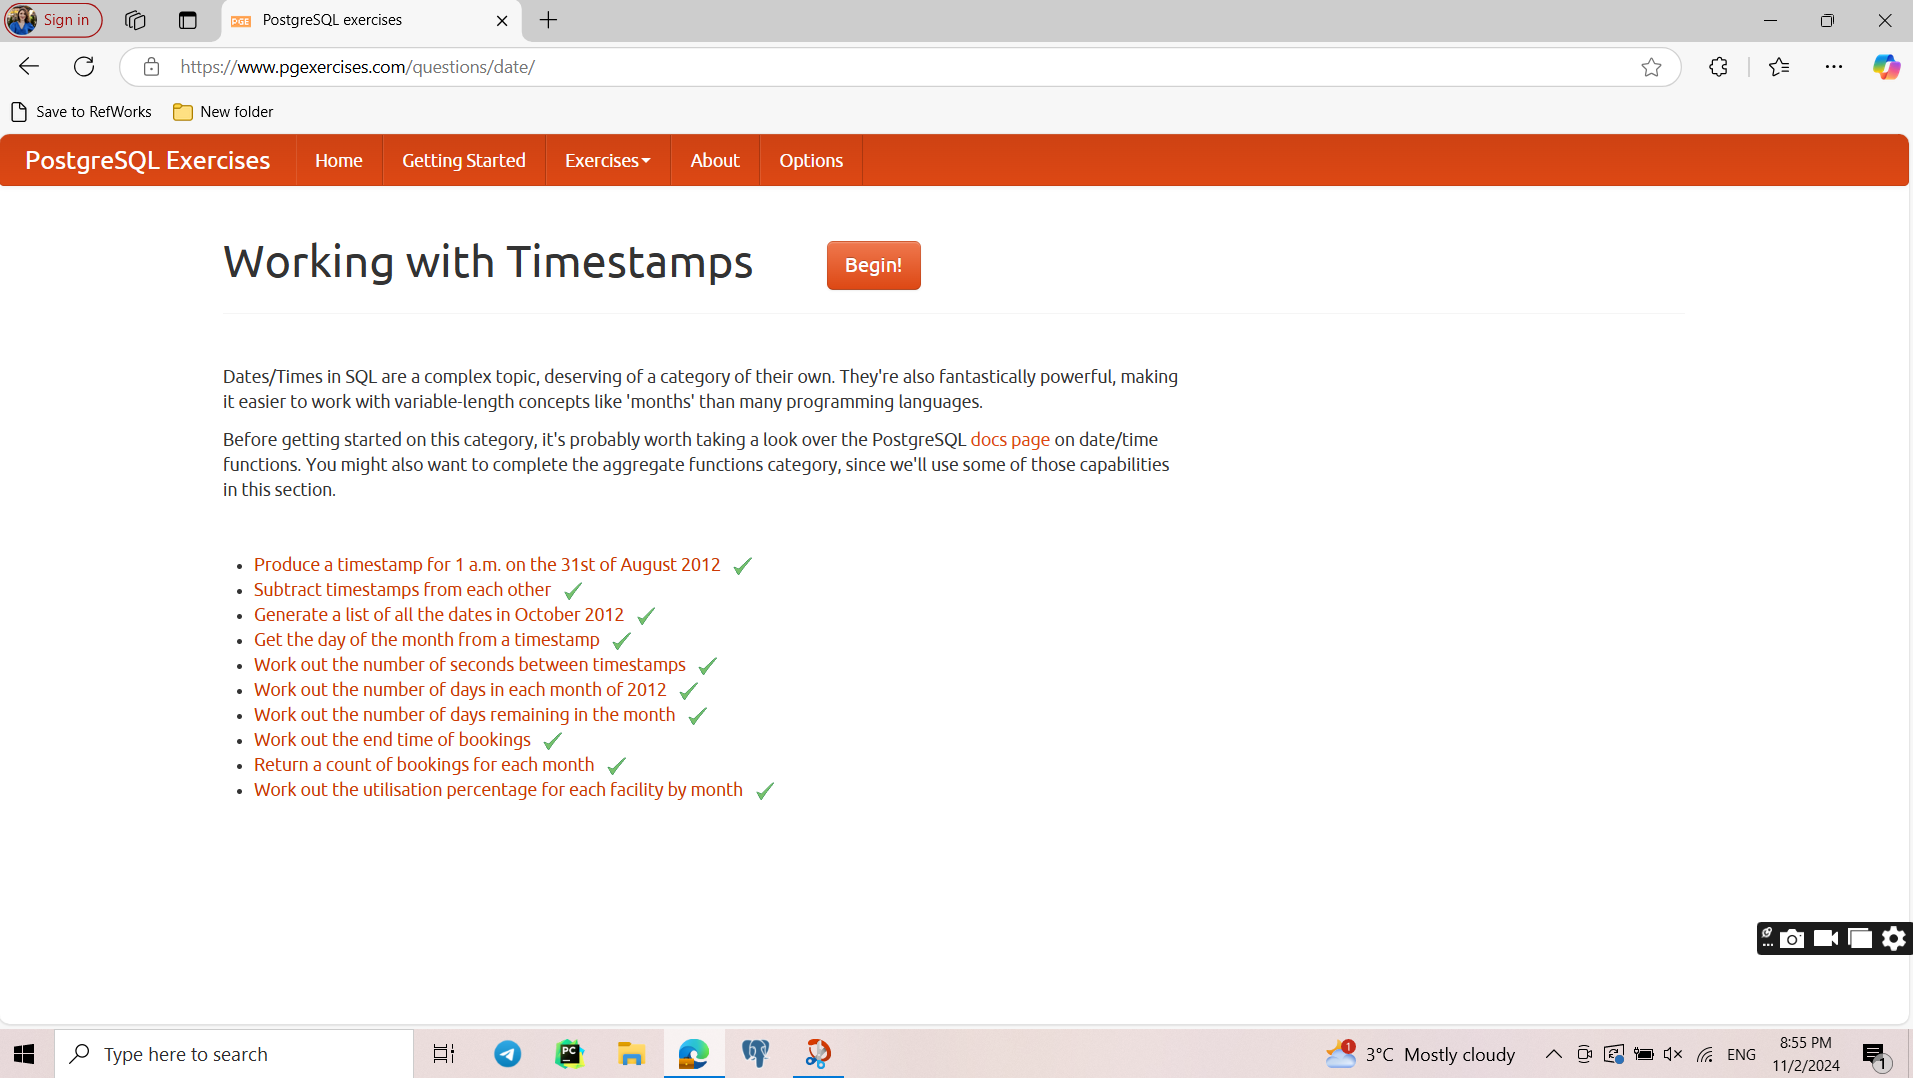 Sign in
PGE PostgreSQL exercises
https://www.pgexercises.com/questions/date/
Save to RefWorks New folder
PostgreSQL Exercises Home Getting Started Exercises About Options
Working with Timestamps Begin!
Dates/Times in SQL are a complex topic, deserving of a category of their own. They're also fantastically powerful, making
it easier to work with variable-length concepts like 'months' than many programming languages.
Before getting started on this category, it's probably worth taking a look over the PostgreSQL docs page on date/time
functions. You might also want to complete the aggregate functions category, since we'll use some of those capabilities
in this section.
Produce a timestamp for 1 a.m. on the 31st of August 2012
Subtract timestamps from each other
Generate a list of all the dates in October 2012
Get the day of the month from a timestamp
Work out the number of seconds between timestamps
Work out the number of days in each month of 2012
Work out the number of days remaining in the month
Work out the end time of bookings
Return a count of bookings for each month
Work out the utilisation percentage for each facility by month
Type here to search
PC
1
3°C Mostly cloudy
ENG
8:55 PM
11/2/2024
1